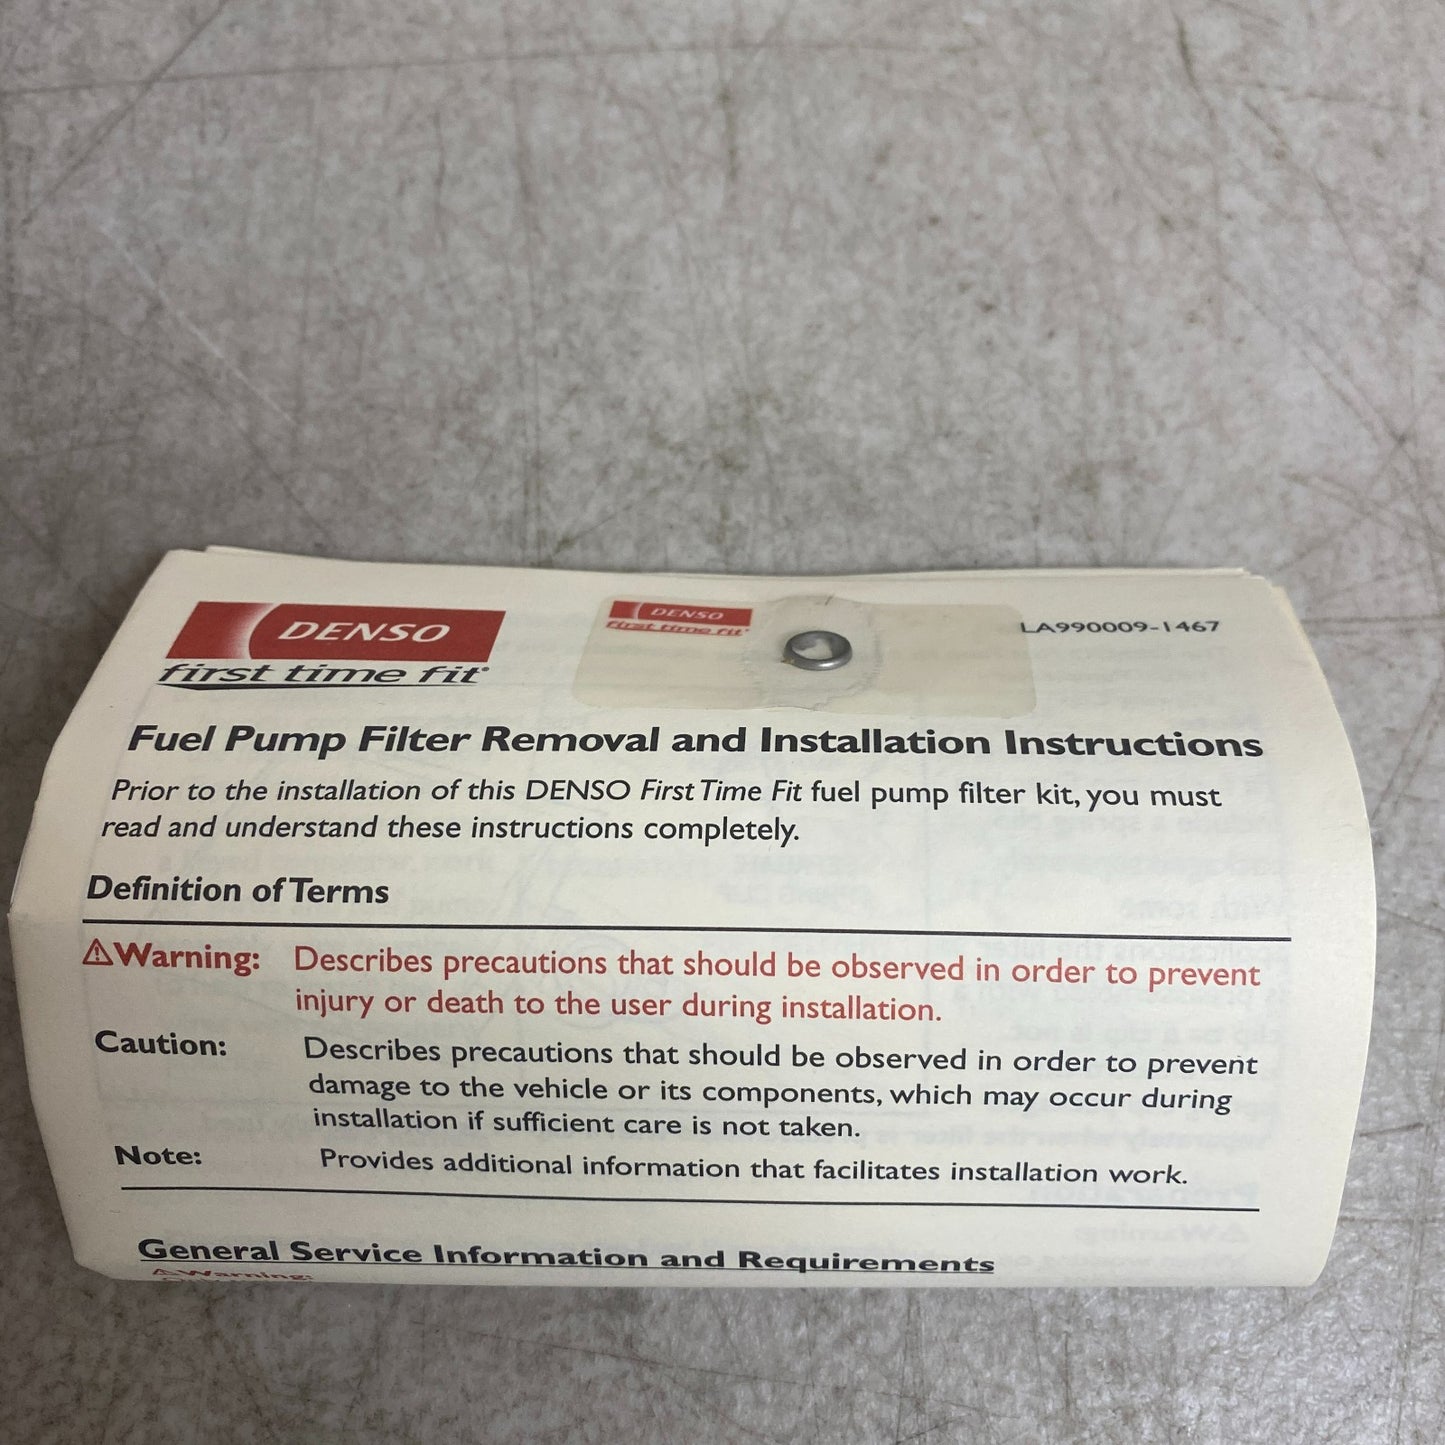 DENSO
first time fit®
DENSO
first time fit®
LA990009-1467
Fuel Pump Filter Removal and Installation Instructions
Prior to the installation of this DENSO First Time Fit fuel pump filter kit, you must
read and understand these instructions completely.
Definition of Terms
Warning: Describes precautions that should be observed in order to prevent
injury or death to the user during installation.
Caution: Describes precautions that should be observed in order to prevent
damage to the vehicle or its components, which may occur during
installation if sufficient care is not taken.
Note: Provides additional information that facilitates installation work.
General Service Information and Requirements
Warning: